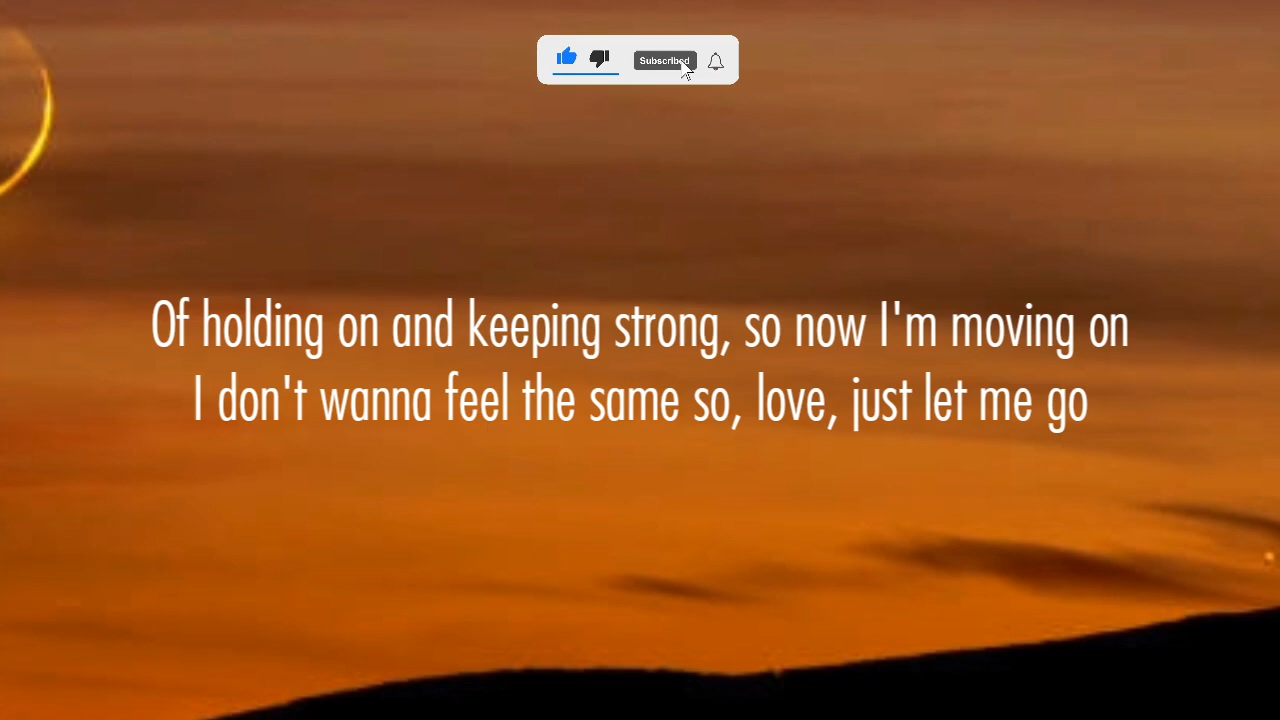 Subscribed
Of holding on and keeping strong, so now I'm moving on
I don't wanna feel the same so, love, just let me go